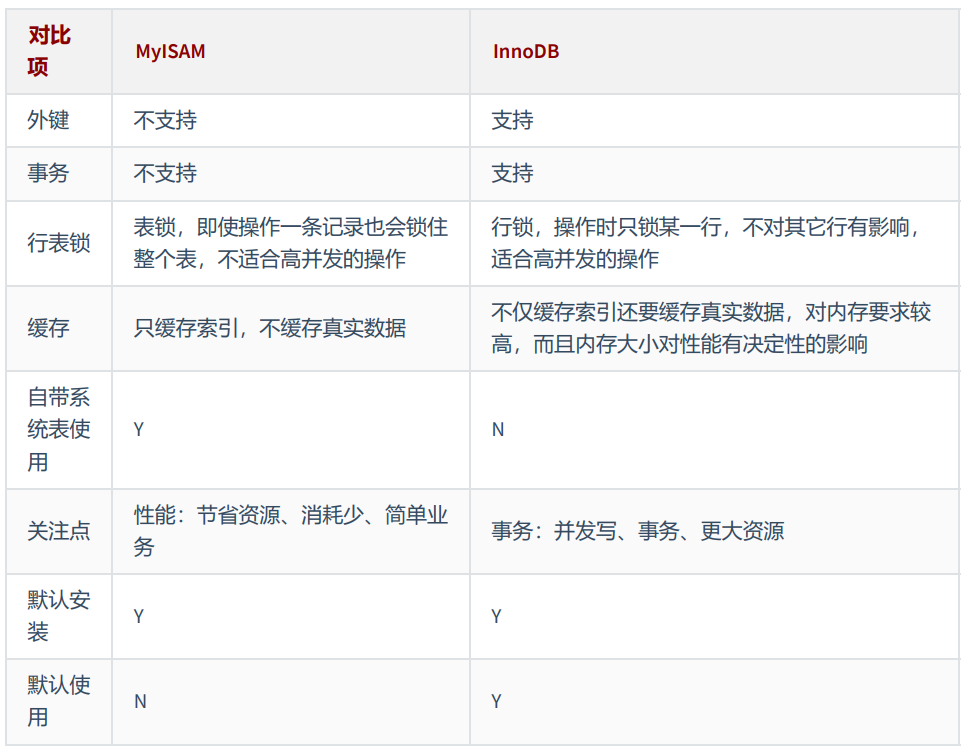 对比
项
MyISAM
InnoDB
外键
不支持
支持
事务
不支持
支持
行表锁
表锁，即使操作一条记录也会锁住
整个表，不适合高并发的操作
行锁，操作时只锁某一行，不对其它行有影响，
适合高并发的操作
缓存
只缓存索引，不缓存真实数据
不仅缓存索引还要缓存真实数据，对内存要求较
高，而且内存大小对性能有决定性的影响
自带系
统表使
用
Y
N
关注点
性能：节省资源、消耗少、简单业
务
事务：并发写、事务、更大资源
默认安
装
Y
Y
默认使
用
N
Y